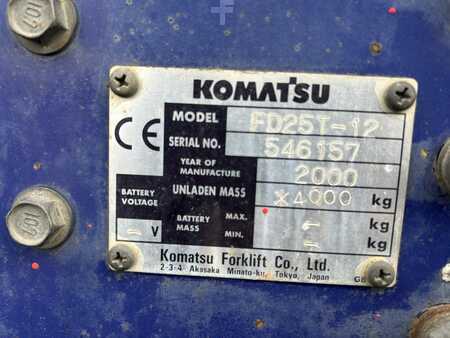 KOMATSU
CE
MODEL FD25T-12
SERIAL NO. 546157
YEAR OF MANUFACTURE 2000
UNLADEN MASS ×4000 kg
BATTERY VOLTAGE - V
BATTERY MASS MAX. - kg
MIN. - kg
Komatsu Forklift Co., Ltd.
2-3-4 Akasaka Minato-ku, Tokyo, Japan